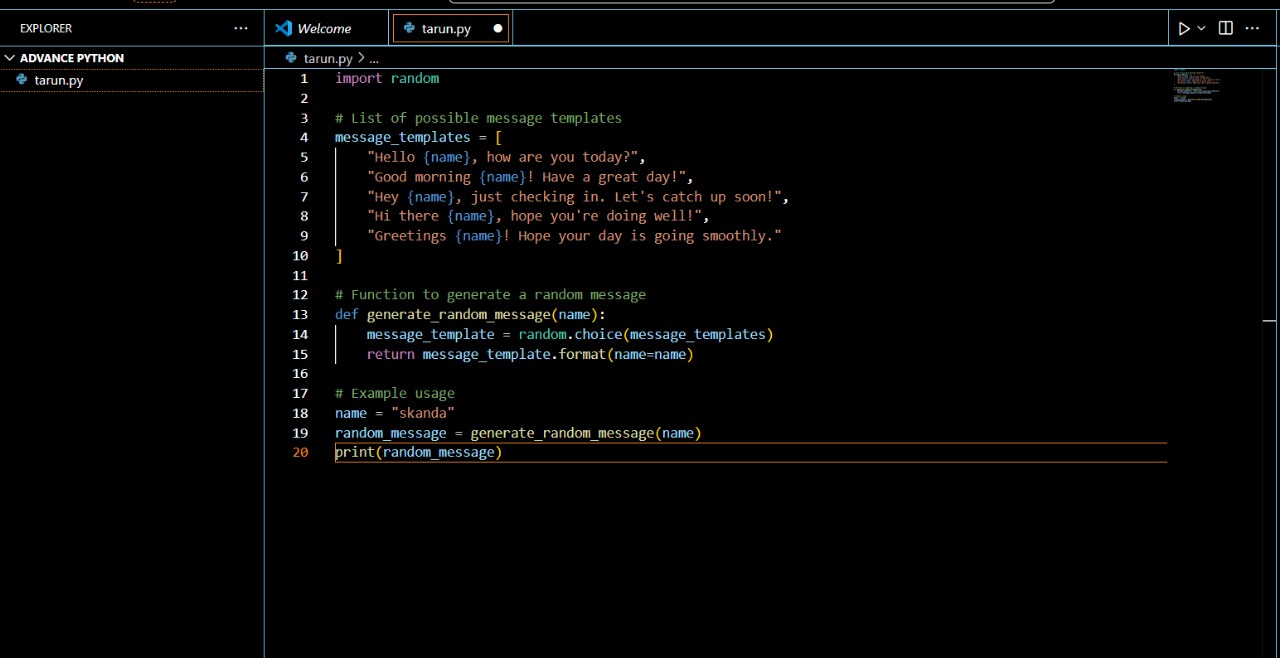 EXPLORER ...
Welcome
tarun.py
ADVANCE PYTHON
tarun.py
tarun.py > ...
1 import random
2
3 # List of possible message templates
4 message_templates = [
5     "Hello {name}, how are you today?",
6     "Good morning {name}! Have a great day!",
7     "Hey {name}, just checking in. Let's catch up soon!",
8     "Hi there {name}, hope you're doing well!",
9     "Greetings {name}! Hope your day is going smoothly."
10 ]
11
12 # Function to generate a random message
13 def generate_random_message(name):
14     message_template = random.choice(message_templates)
15     return message_template.format(name=name)
16
17 # Example usage
18 name = "skanda"
19 random_message = generate_random_message(name)
20 print(random_message)